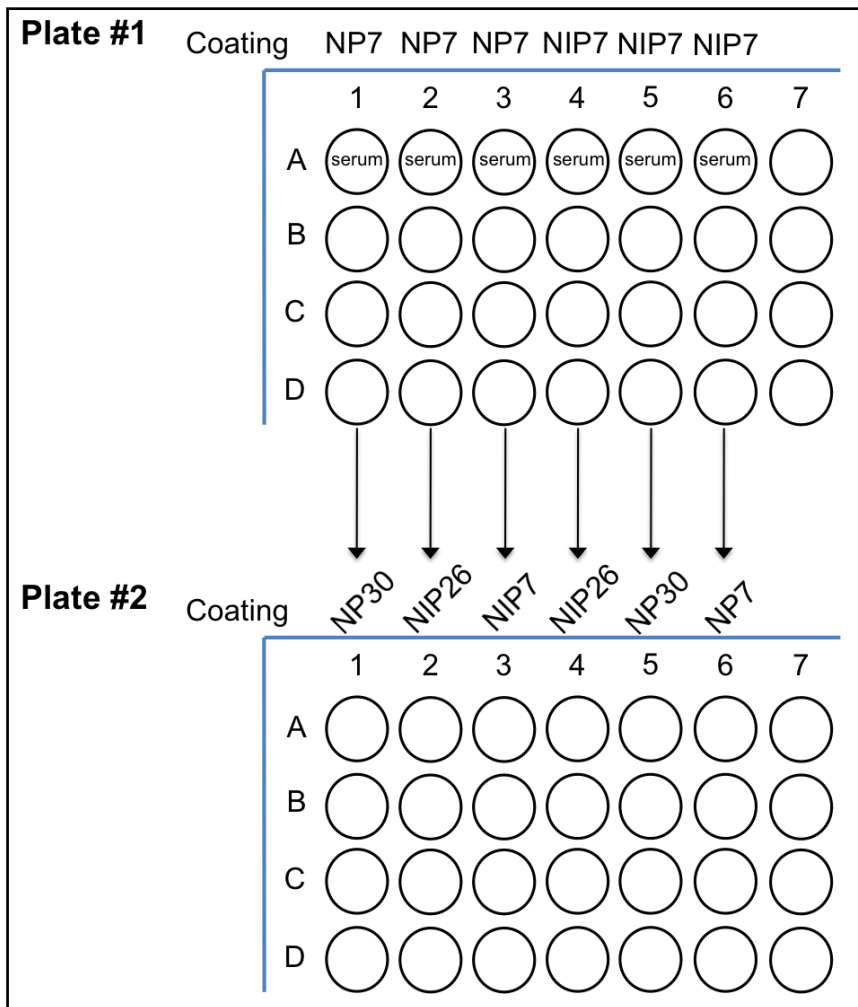 Plate #1 Coating NP7 NP7 NP7 NIP7 NIP7 NIP7
1 2 3 4 5 6 7
A serum serum serum serum serum serum
B
C
D
Plate #2 Coating NP30 NIP26 NIP7 NIP26 NP30 NP7
1 2 3 4 5 6 7
A
B
C
D